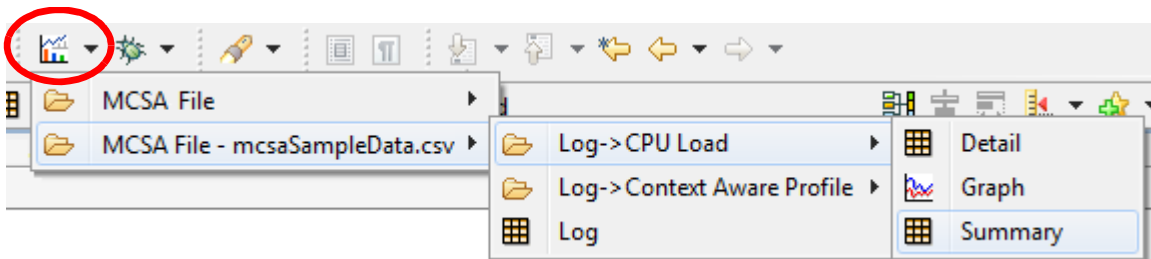 MCSA File
MCSA File - mcsaSampleData.csv
Log->CPU Load
Log->Context Aware Profile
Log
Detail
Graph
Summary